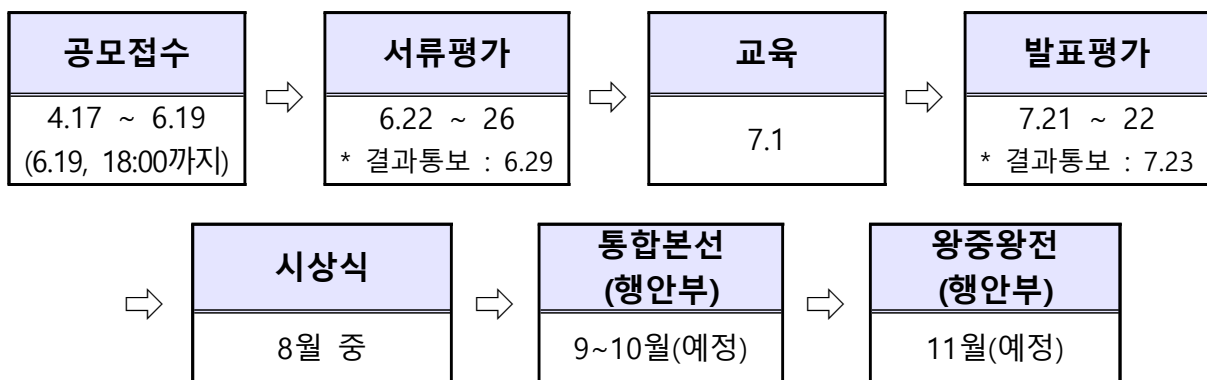 공모접수
4.17 ~ 6.19
(6.19, 18:00까지)
서류평가
6.22 ~ 26
* 결과통보 : 6.29
교육
7.1
발표평가
7.21 ~ 22
* 결과통보 : 7.23
시상식
8월 중
통합본선
(행안부)
9~10월(예정)
왕중왕전
(행안부)
11월(예정)